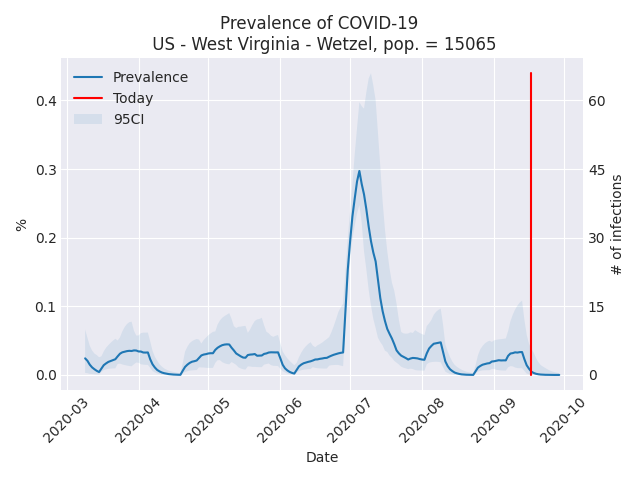 Prevalence of COVID-19
US - West Virginia - Wetzel, pop. = 15065
Prevalence
Today
95CI
%
0.4
0.3
0.2
0.1
0.0
60
45
30
15
0
# of infections
2020-03
2020-04
2020-05
2020-06
2020-07
2020-08
2020-09
2020-10
Date